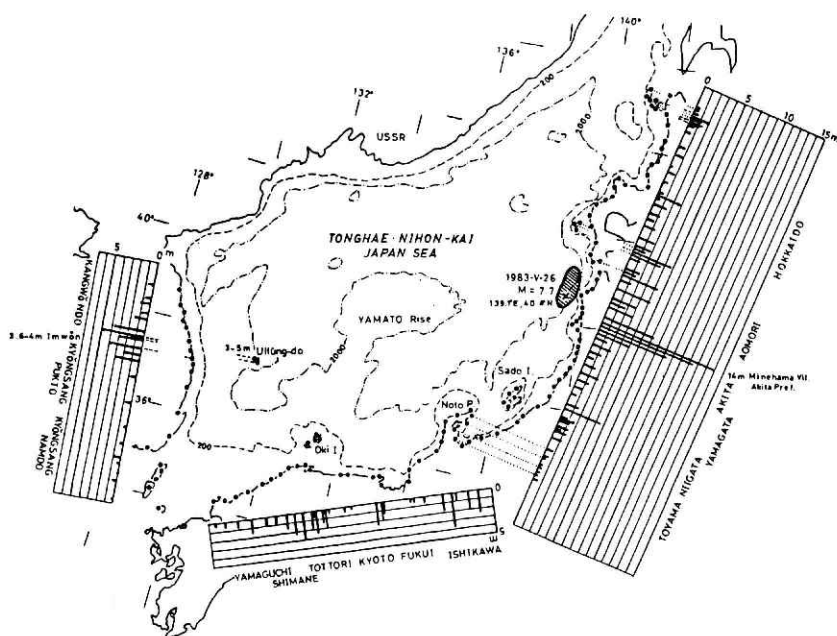 140°
136°
132°
128°
40°
36°
200
2000
USSR
0
5
10
15m
HOKKAIDO
AOMORI
AKITA
YAMAGATA
NIIGATA
TOYAMA
14m Minehama Vil.
Akita Pref.
TONGHAE · NIHON-KAI
JAPAN SEA
1983-V-26
M = 7.7
YAMATO Rise
2000
3-5m Ullŭng-do
Sado I.
Noto P.
Oki I
200
5
0 m
KANGWŎNDO
KYŎNGSANG
PUKTO
KYŎNGSANG
NAMDO
3.6-4m Imwŏn
0
5
m
YAMAGUCHI
SHIMANE
TOTTORI
KYOTO
FUKUI
ISHIKAWA